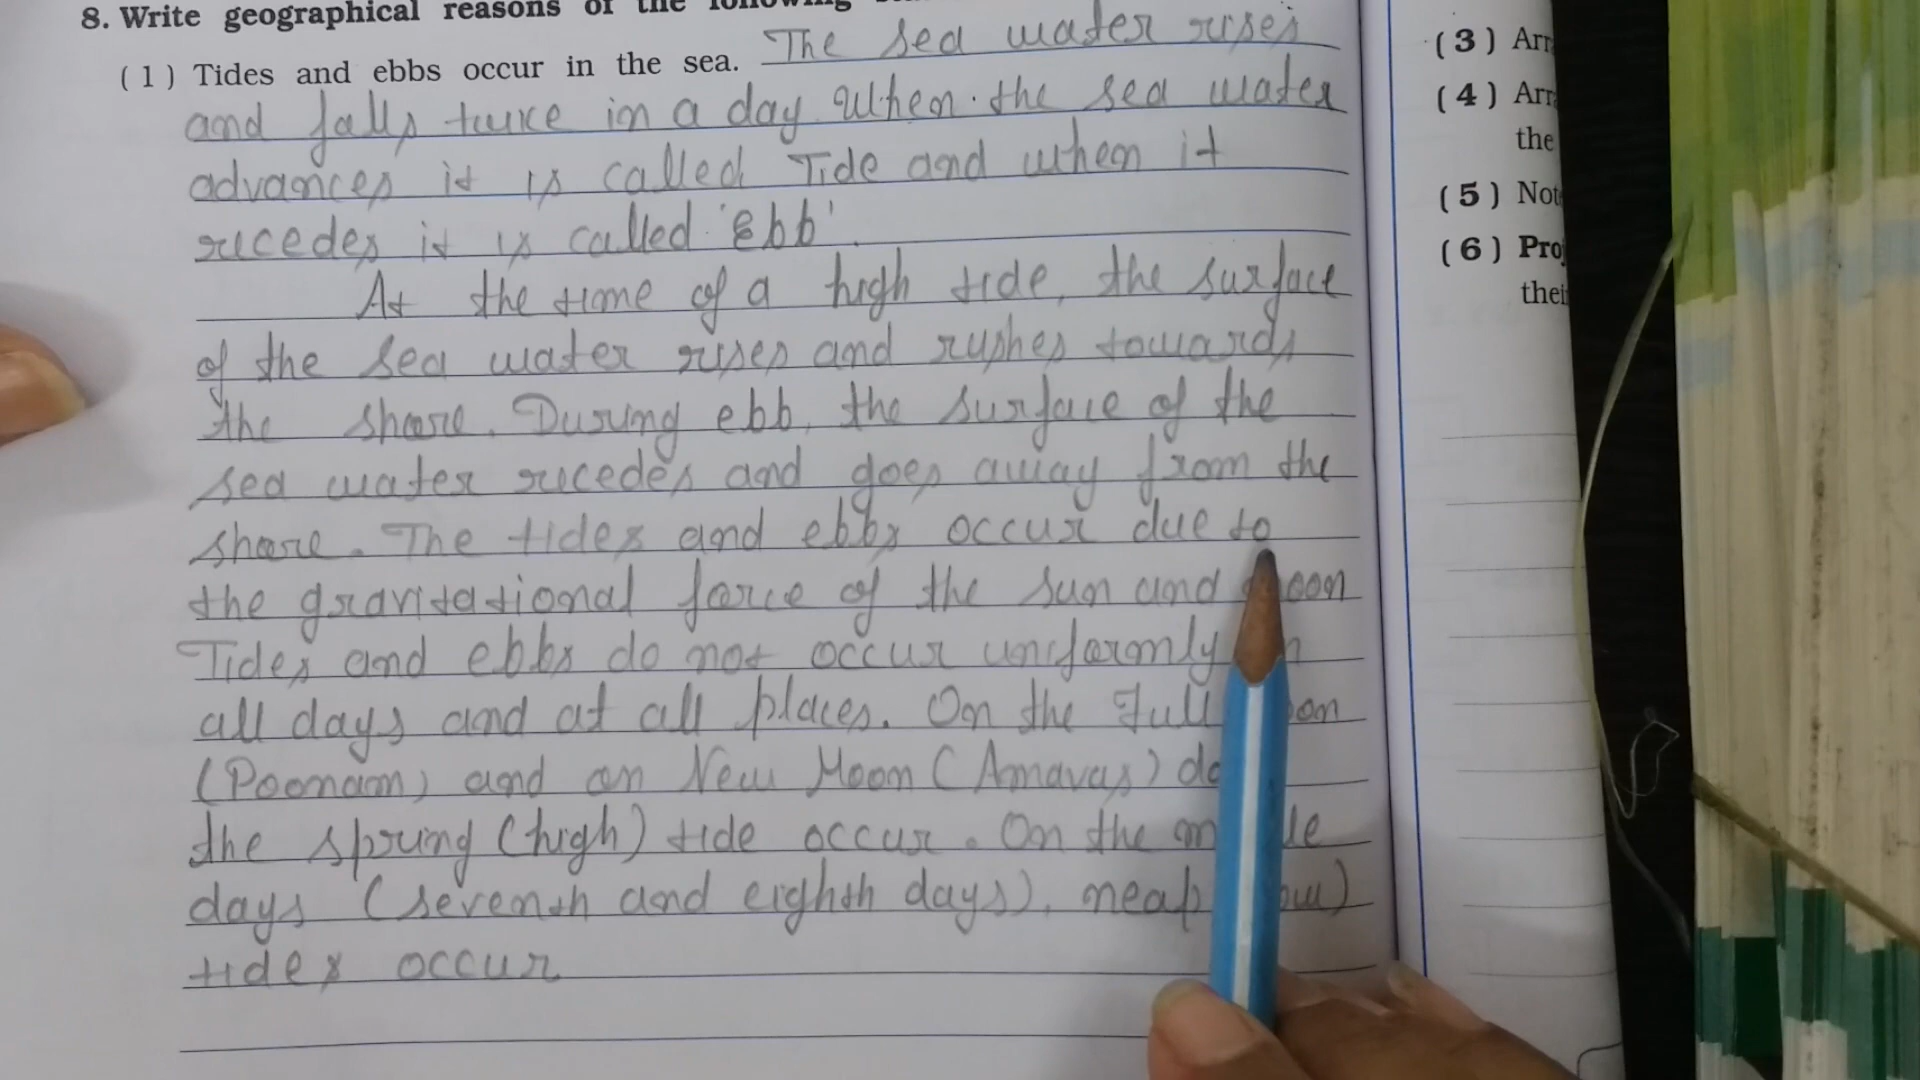 8. Write geographical reasons of the following
(1) Tides and ebbs occur in the sea. The sea water rises
and falls twice in a day. When the sea water
advances it is called Tide and when it
recedes it is called 'Ebb'.
At the time of a high tide, the surface
of the sea water rises and rushes towards
the shore. During ebb, the surface of the
sea water recedes and goes away from the
shore. The tides and ebbs occur due to
the gravitational force of the sun and
Tides and ebbs do not occur uniformly
all days and at all places. On the Full
(Poonam) and on New Moon (Amavas)
the spring (high) tide occur. On the
days (seventh and eighth days), neap
tides occur
(3)
(4)
the
(5)
(6)